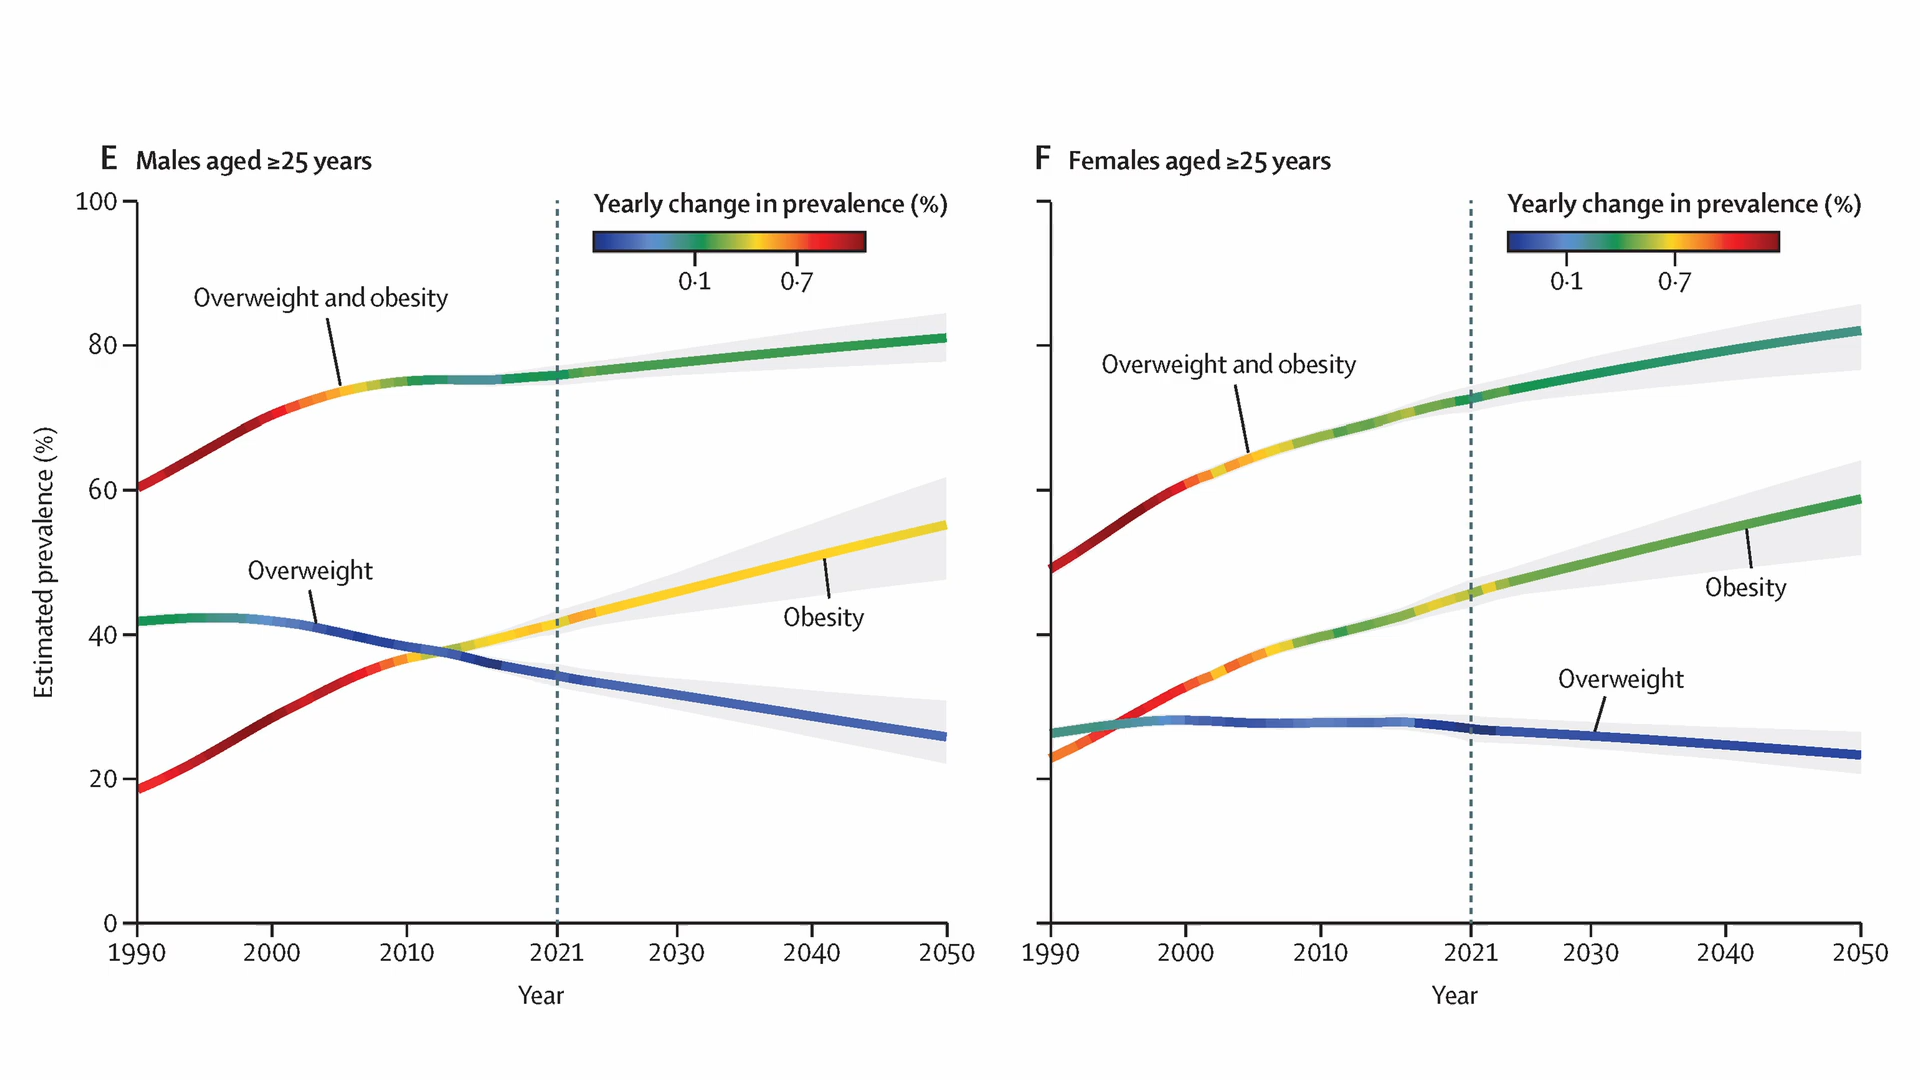 E Males aged ≥25 years
Yearly change in prevalence (%)
0·1 0·7
100
80
60
40
20
0
Estimated prevalence (%)
Overweight and obesity
Overweight
Obesity
1990 2000 2010 2021 2030 2040 2050
Year
F Females aged ≥25 years
Yearly change in prevalence (%)
0·1 0·7
Overweight and obesity
Obesity
Overweight
1990 2000 2010 2021 2030 2040 2050
Year